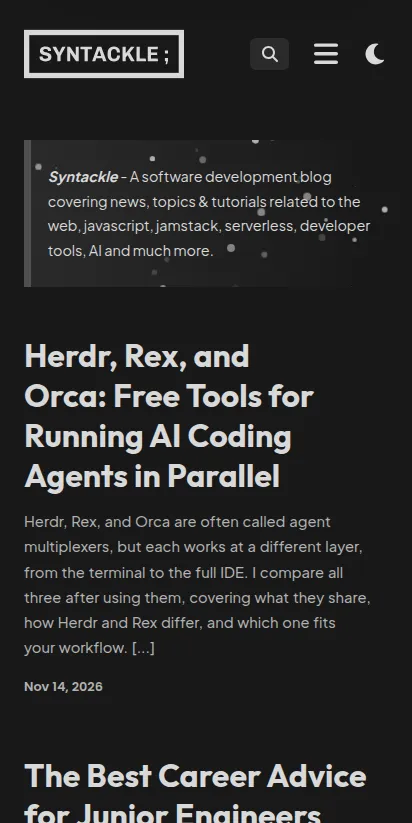 SYNTACKLE ;
Syntackle - A software development blog
covering news, topics & tutorials related to the
web, javascript, jamstack, serverless, developer
tools, AI and much more.
Herdr, Rex, and
Orca: Free Tools for
Running AI Coding
Agents in Parallel
Herdr, Rex, and Orca are often called agent
multiplexers, but each works at a different layer,
from the terminal to the full IDE. I compare all
three after using them, covering what they share,
how Herdr and Rex differ, and which one fits
your workflow. [...]
Nov 14, 2026
The Best Career Advice
for Junior Engineers